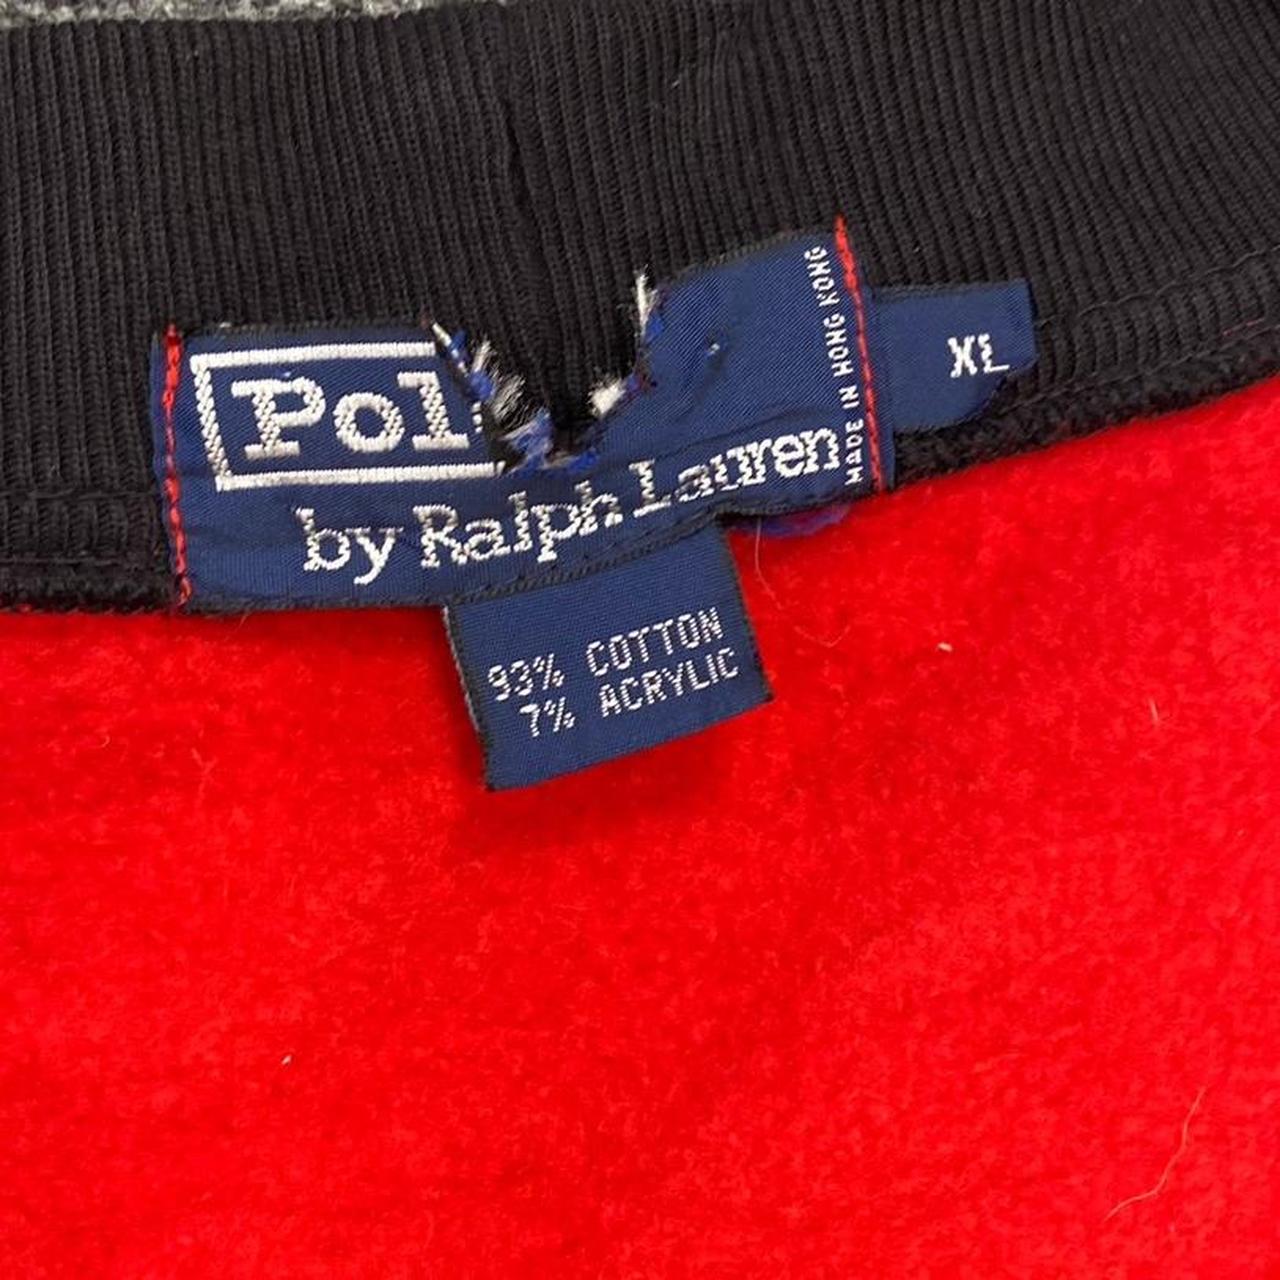 Pol
by Ralph Lauren
MADE IN HONG KONG
XL
93% COTTON
7% ACRYLIC